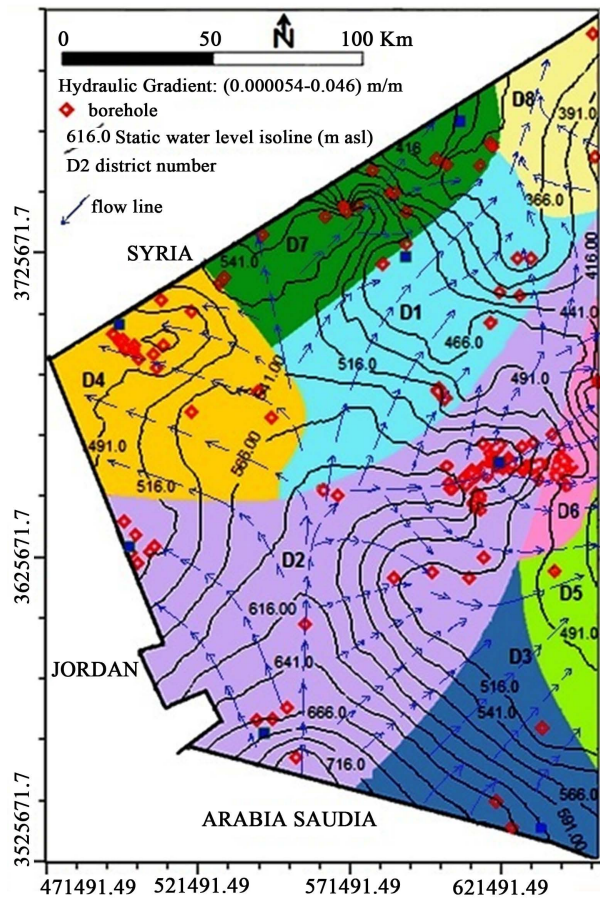 0 50 100 Km
N
Hydraulic Gradient: (0.000054-0.046) m/m
borehole
616.0 Static water level isoline (m asl)
D2 district number
flow line
SYRIA
D8
391.0
416
366.0
D7
541.0
416.00
D1
441.0
466.0
516.0
491.0
D4
491.0
566.00
516.0
D6
D2
D5
616.00
491.0
JORDAN
641.0
D3
516.0
541.0
666.0
716.0
566.0
591.00
ARABIA SAUDIA
3725671.7
3625671.7
3525671.7
471491.49 521491.49 571491.49 621491.49